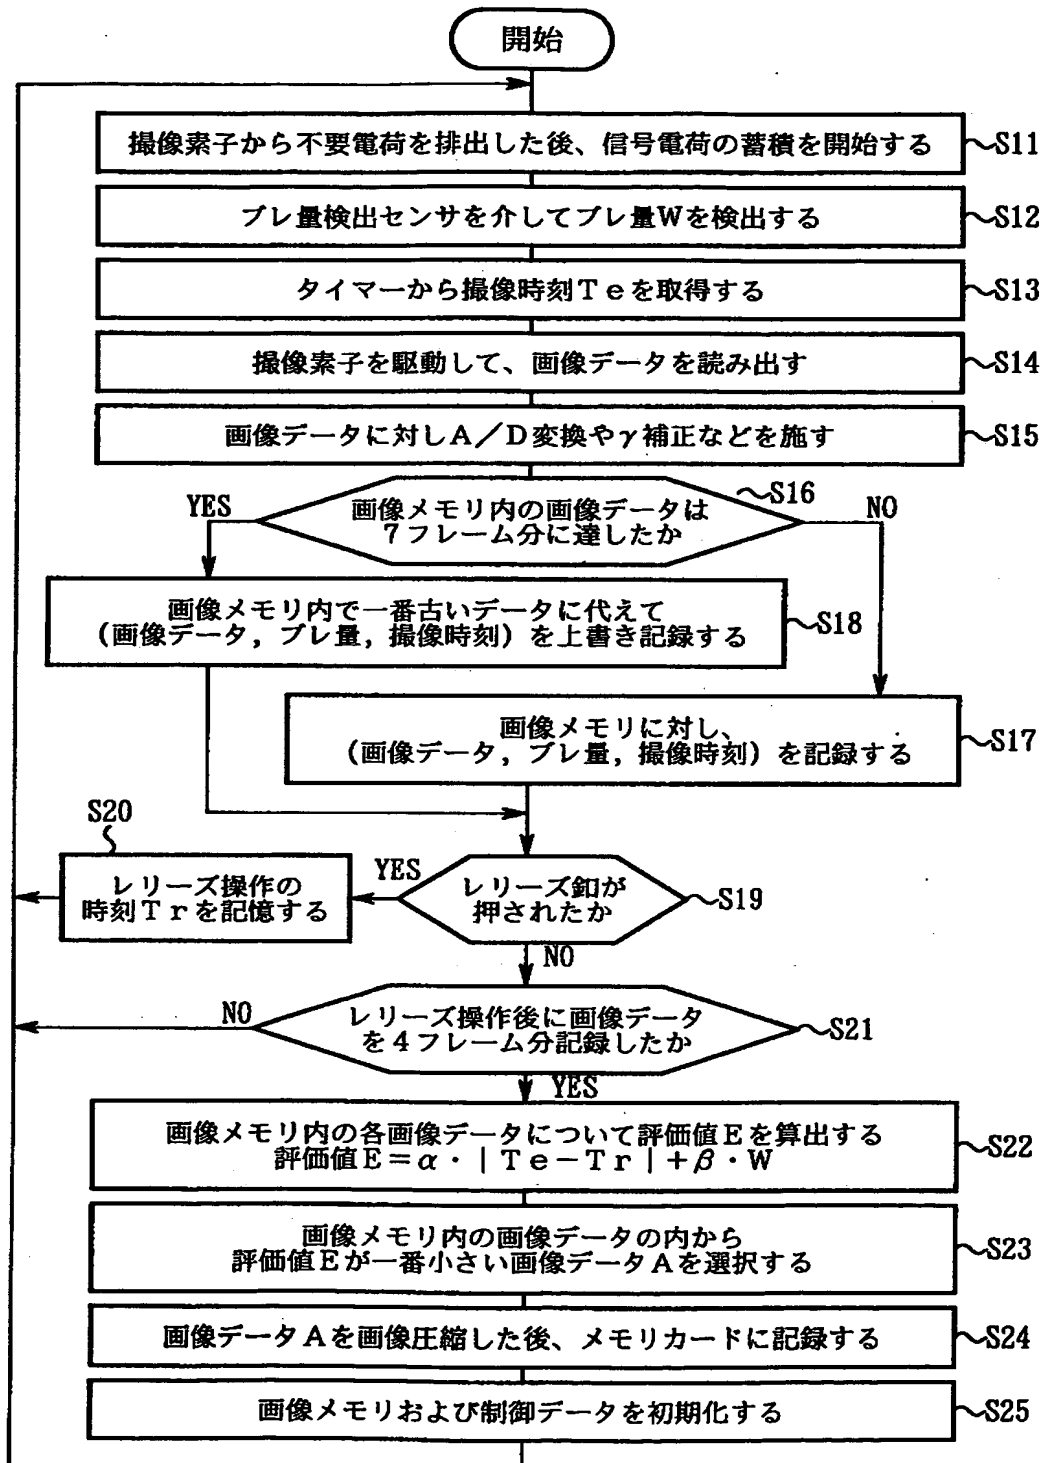 開始
撮像素子から不要電荷を排出した後、信号電荷の蓄積を開始する
S11
ブレ量検出センサを介してブレ量Wを検出する
S12
タイマーから撮像時刻Ｔｅを取得する
S13
撮像素子を駆動して、画像データを読み出す
S14
画像データに対しＡ／Ｄ変換やγ補正などを施す
S15
YES
画像メモリ内の画像データは
７フレーム分に達したか
S16
NO
画像メモリ内で一番古いデータに代えて
(画像データ，ブレ量，撮像時刻）を上書き記録する
S18
画像メモリに対し、
(画像データ，ブレ量，撮像時刻）を記録する
S17
S20
レリーズ操作の
時刻Ｔｒを記憶する
YES
レリーズ釦が
押されたか
S19
NO
NO
レリーズ操作後に画像データ
を４フレーム分記録したか
S21
YES
画像メモリ内の各画像データについて評価値Ｅを算出する
評価値Ｅ＝α・｜Ｔｅ－Ｔｒ｜＋β・W
S22
画像メモリ内の画像データの内から
評価値Ｅが一番小さい画像データＡを選択する
S23
画像データＡを画像圧縮した後、メモリカードに記録する
S24
画像メモリおよび制御データを初期化する
S25